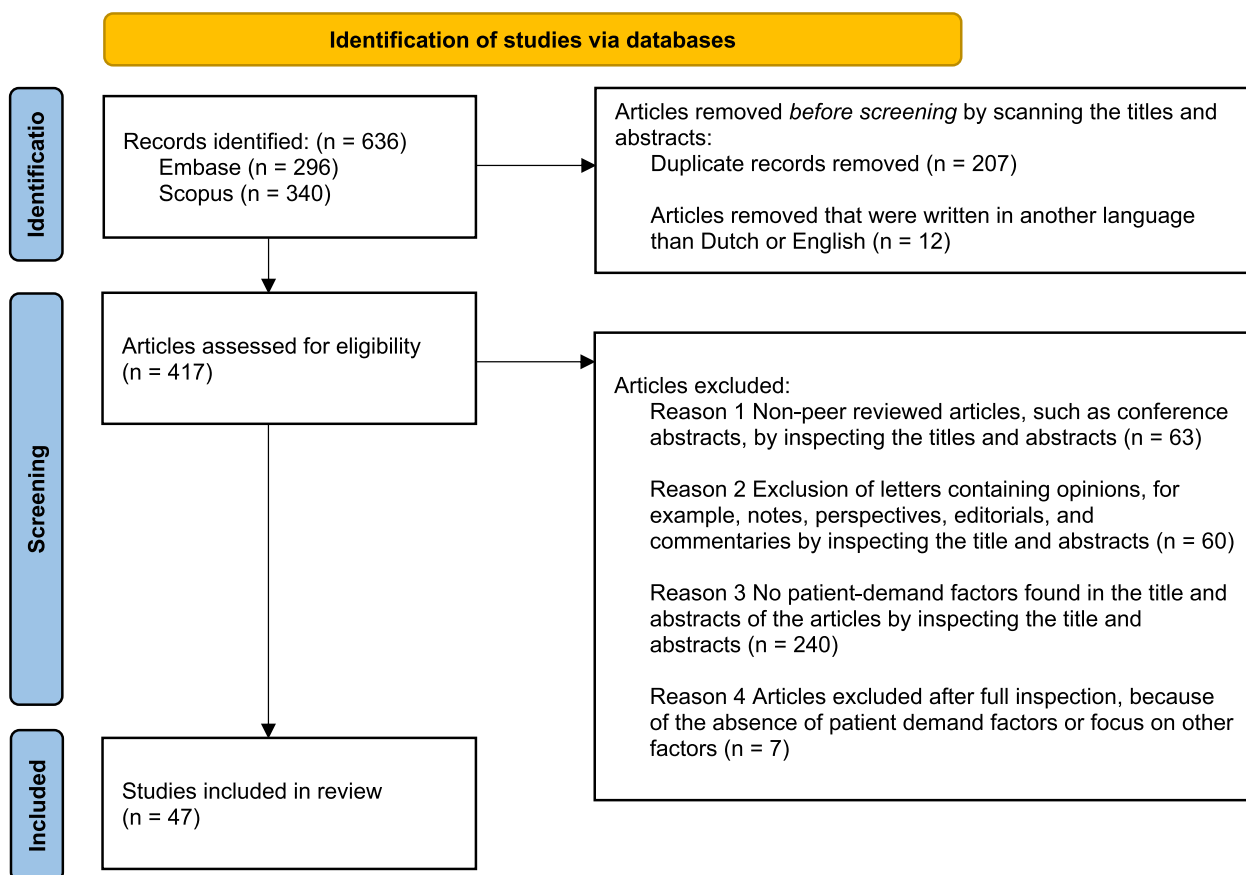 Identification of studies via databases
Identificatio
Records identified: (n = 636)
Embase (n = 296)
Scopus (n = 340)
Articles removed before screening by scanning the titles and
abstracts:
Duplicate records removed (n = 207)
Articles removed that were written in another language
than Dutch or English (n = 12)
Screening
Articles assessed for eligibility
(n = 417)
Articles excluded:
Reason 1 Non-peer reviewed articles, such as conference
abstracts, by inspecting the titles and abstracts (n = 63)
Reason 2 Exclusion of letters containing opinions, for
example, notes, perspectives, editorials, and
commentaries by inspecting the title and abstracts (n = 60)
Reason 3 No patient-demand factors found in the title and
abstracts of the articles by inspecting the title and
abstracts (n = 240)
Reason 4 Articles excluded after full inspection, because
of the absence of patient demand factors or focus on other
factors (n = 7)
Included
Studies included in review
(n = 47)